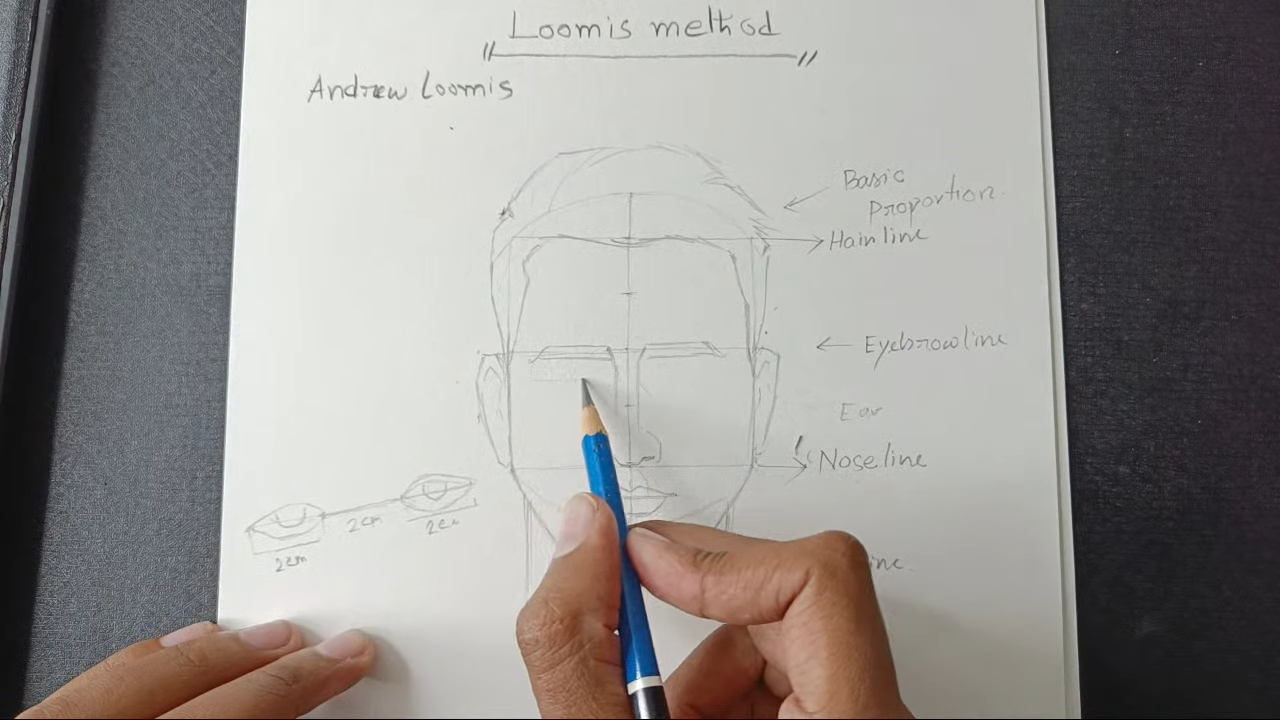 Loomis method
Andrew Loomis
Basic
Proportion
Hairline
Eyebrowline
Ear
Noseline
2cm
2cm
2cm